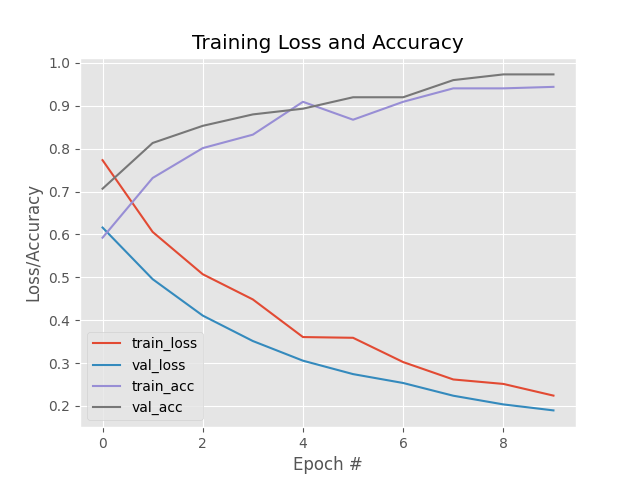 Training Loss and Accuracy
1.0
0.9
0.8
0.7
0.6
0.5
0.4
0.3
0.2
Loss/Accuracy
train_loss
val_loss
train_acc
val_acc
0 2 4 6 8
Epoch #